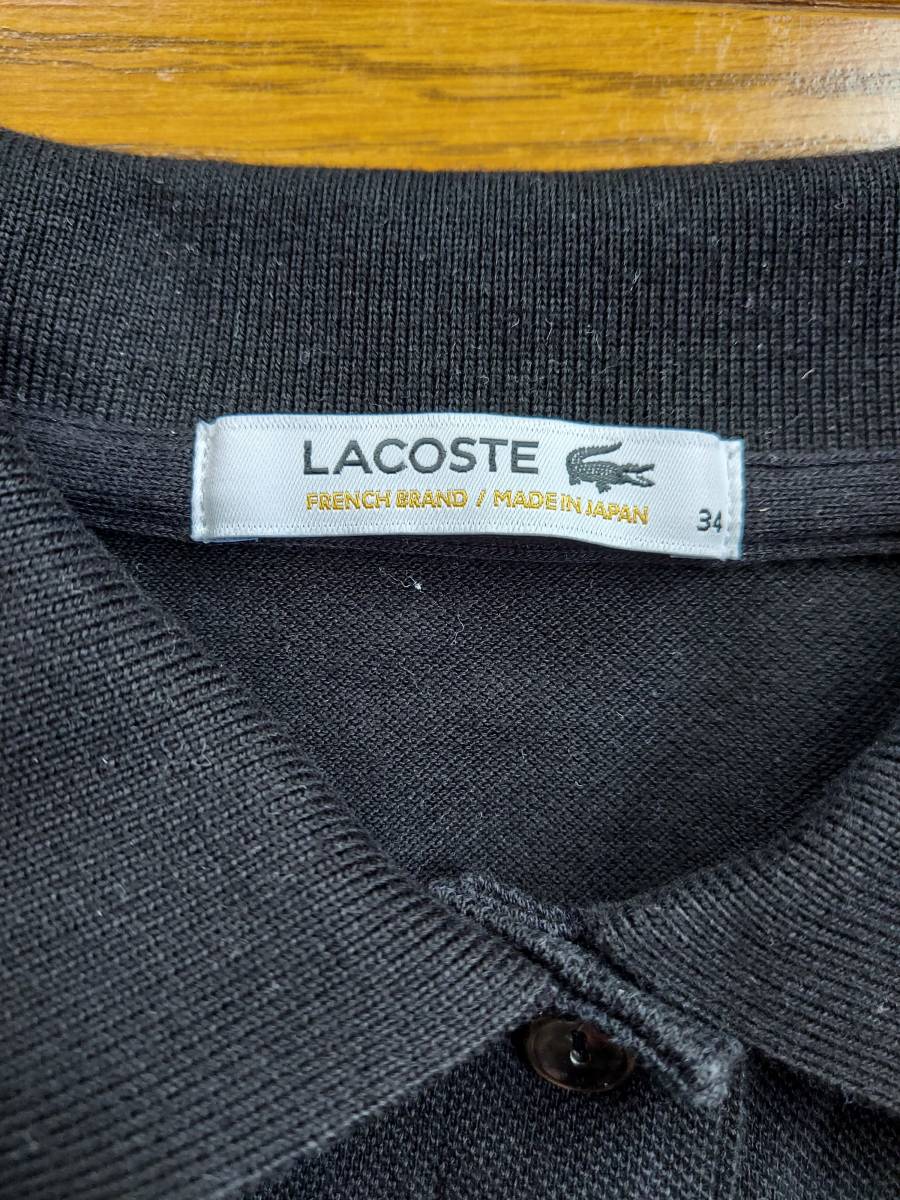 LACOSTE
FRENCH BRAND / MADE IN JAPAN
34